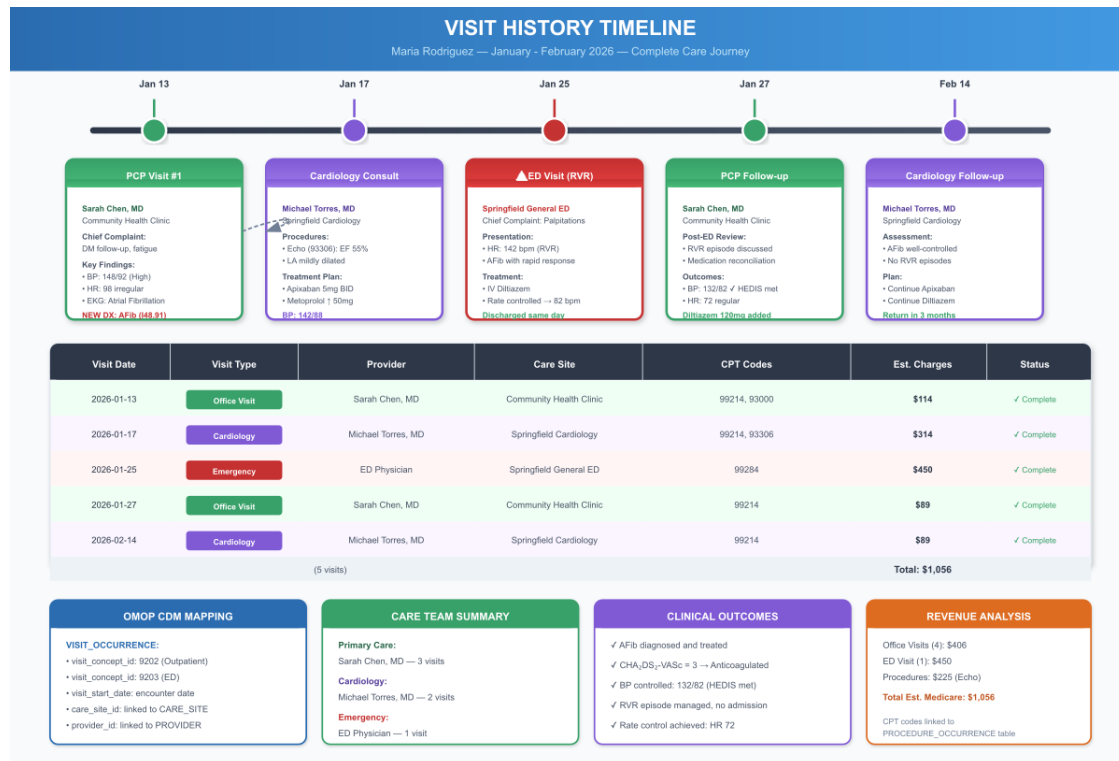 VISIT HISTORY TIMELINE
Maria Rodriguez — January - February 2026 — Complete Care Journey
Jan 13
Jan 17
Jan 25
Jan 27
Feb 14
PCP Visit #1
Sarah Chen, MD
Community Health Clinic
Chief Complaint:
DM follow-up, fatigue
Key Findings:
• BP: 148/92 (High)
• HR: 98 irregular
• EKG: Atrial Fibrillation
NEW DX: AFib (I48.91)
Cardiology Consult
Michael Torres, MD
Springfield Cardiology
Procedures:
• Echo (93306): EF 55%
• LA mildly dilated
Treatment Plan:
• Apixaban 5mg BID
• Metoprolol ↑ 50mg
BP: 142/88
▲ED Visit (RVR)
Springfield General ED
Chief Complaint: Palpitations
Presentation:
• HR: 142 bpm (RVR)
• AFib with rapid response
Treatment:
• IV Diltiazem
• Rate controlled → 82 bpm
Discharged same day
PCP Follow-up
Sarah Chen, MD
Community Health Clinic
Post-ED Review:
• RVR episode discussed
• Medication reconciliation
Outcomes:
• BP: 132/82 ✓ HEDIS met
• HR: 72 regular
Diltiazem 120mg added
Cardiology Follow-up
Michael Torres, MD
Springfield Cardiology
Assessment:
• AFib well-controlled
• No RVR episodes
Plan:
• Continue Apixaban
• Continue Diltiazem
Return in 3 months
Visit Date Visit Type Provider Care Site CPT Codes Est. Charges Status
2026-01-13 Office Visit Sarah Chen, MD Community Health Clinic 99214, 93000 $114 ✓ Complete
2026-01-17 Cardiology Michael Torres, MD Springfield Cardiology 99214, 93306 $314 ✓ Complete
2026-01-25 Emergency ED Physician Springfield General ED 99284 $450 ✓ Complete
2026-01-27 Office Visit Sarah Chen, MD Community Health Clinic 99214 $89 ✓ Complete
2026-02-14 Cardiology Michael Torres, MD Springfield Cardiology 99214 $89 ✓ Complete
(5 visits) Total: $1,056
OMOP CDM MAPPING
VISIT_OCCURRENCE:
• visit_concept_id: 9202 (Outpatient)
• visit_concept_id: 9203 (ED)
• visit_start_date: encounter date
• care_site_id: linked to CARE_SITE
• provider_id: linked to PROVIDER
CARE TEAM SUMMARY
Primary Care:
Sarah Chen, MD — 3 visits
Cardiology:
Michael Torres, MD — 2 visits
Emergency:
ED Physician — 1 visit
CLINICAL OUTCOMES
✓ AFib diagnosed and treated
✓ CHA₂DS₂-VASc = 3 → Anticoagulated
✓ BP controlled: 132/82 (HEDIS met)
✓ RVR episode managed, no admission
✓ Rate control achieved: HR 72
REVENUE ANALYSIS
Office Visits (4): $406
ED Visit (1): $450
Procedures: $225 (Echo)
Total Est. Medicare: $1,056
CPT codes linked to
PROCEDURE_OCCURRENCE table